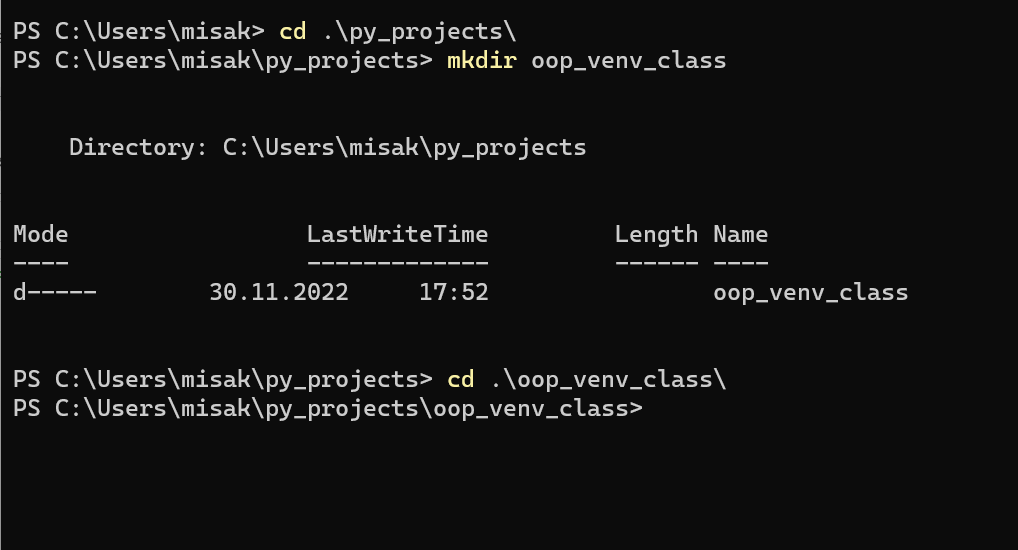 PS C:\Users\misak> cd .\py_projects\
PS C:\Users\misak\py_projects> mkdir oop_venv_class
Directory: C:\Users\misak\py_projects
Mode                 LastWriteTime         Length Name
----                 -------------         ------ ----
d-----        30.11.2022     17:52                oop_venv_class
PS C:\Users\misak\py_projects> cd .\oop_venv_class\
PS C:\Users\misak\py_projects\oop_venv_class>